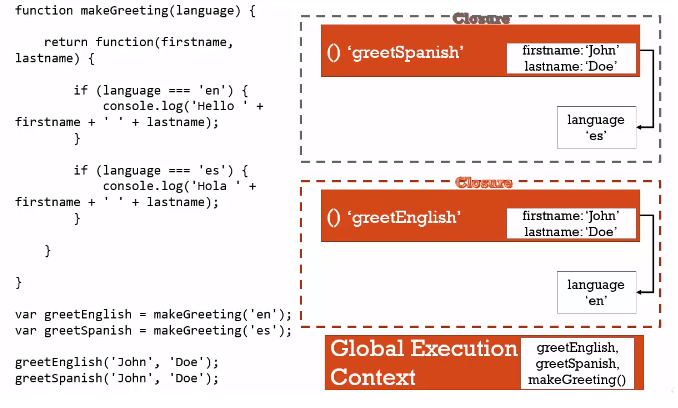 function makeGreeting(language) {
return function(firstname,
lastname) {
if (language === 'en') {
console.log('Hello ' +
firstname + ' ' + lastname);
}
if (language === 'es') {
console.log('Hola ' +
firstname + ' ' + lastname);
}
}
}
var greetEnglish = makeGreeting('en');
var greetSpanish = makeGreeting('es');
greetEnglish('John', 'Doe');
greetSpanish('John', 'Doe');
Closure
() ‘greetSpanish’
firstname: ‘John’
lastname: ‘Doe’
language
‘es’
Closure
() ‘greetEnglish’
firstname: ‘John’
lastname: ‘Doe’
language
‘en’
Global Execution
Context
greetEnglish,
greetSpanish,
makeGreeting()